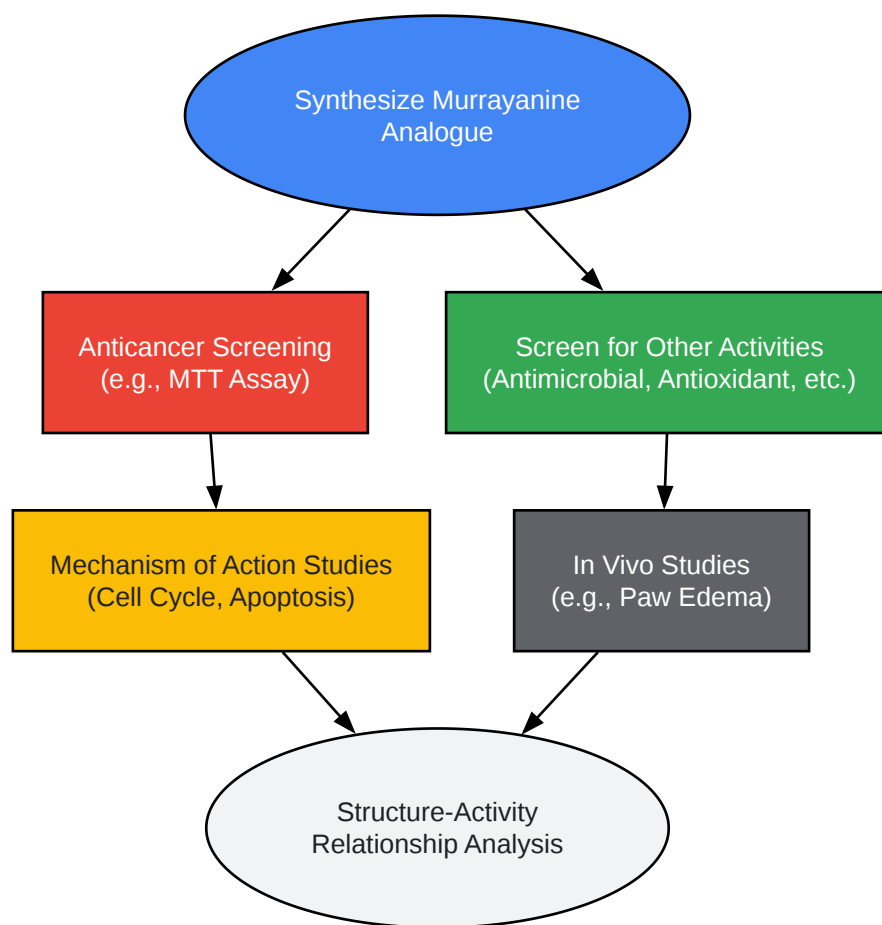 Synthesize Murrayanine
Analogue
Anticancer Screening
(e.g., MTT Assay)
Screen for Other Activities
(Antimicrobial, Antioxidant, etc.)
Mechanism of Action Studies
(Cell Cycle, Apoptosis)
In Vivo Studies
(e.g., Paw Edema)
Structure-Activity
Relationship Analysis